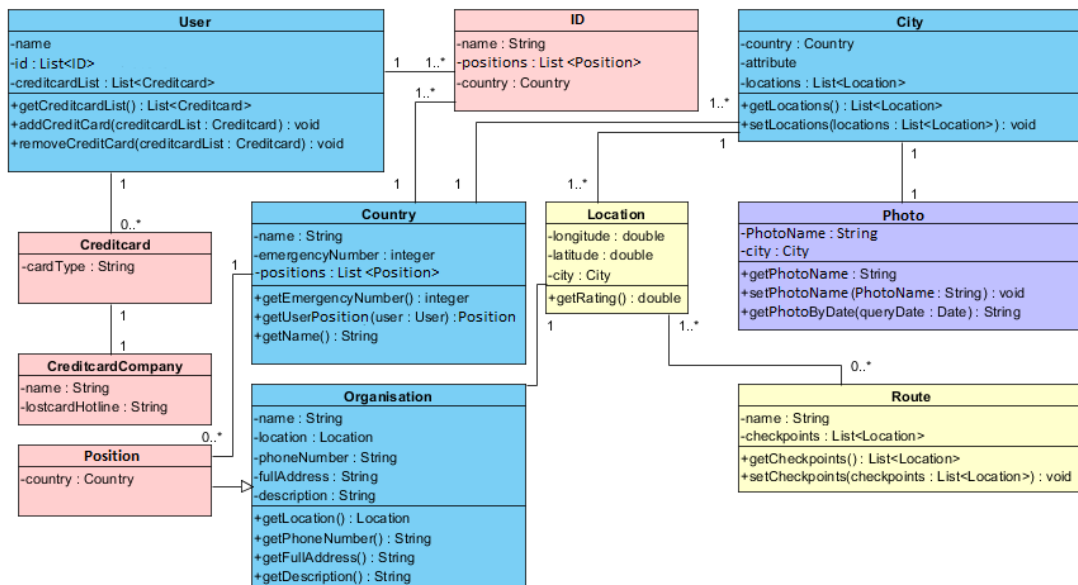 User
-name
-id : List<ID>
-creditcardList : List<Creditcard>
+getCreditcardList() : List<Creditcard>
+addCreditCard(creditcardList : Creditcard) : void
+removeCreditCard(creditcardList : Creditcard) : void
1
1..*
ID
-name : String
-positions : List <Position>
-country : Country
1..*
City
-country : Country
-attribute
-locations : List<Location>
+getLocations() : List<Location>
+setLocations(locations : List<Location>) : void
1..*
1
1
1
0..*
1
1
1..*
1
Creditcard
-cardType : String
1
1
CreditcardCompany
-name : String
-lostcardHotline : String
Country
-name : String
-emergencyNumber : integer
-positions : List <Position>
+getEmergencyNumber() : integer
+getUserPosition(user : User) : Position
+getName() : String
1
Location
-longitude : double
-latitude : double
-city : City
+getRating() : double
1
1..*
Photo
-PhotoName : String
-city : City
+getPhotoName : String
+setPhotoName (PhotoName : String) : void
+getPhotoByDate(queryDate : Date) : String
0..*
Position
-country : Country
0..*
Organisation
-name : String
-location : Location
-phoneNumber : String
-fullAddress : String
-description : String
+getLocation() : Location
+getPhoneNumber() : String
+getFullAddress() : String
+getDescription() : String
Route
-name : String
-checkpoints : List<Location>
+getCheckpoints() : List<Location>
+setCheckpoints(checkpoints : List<Location>) : void